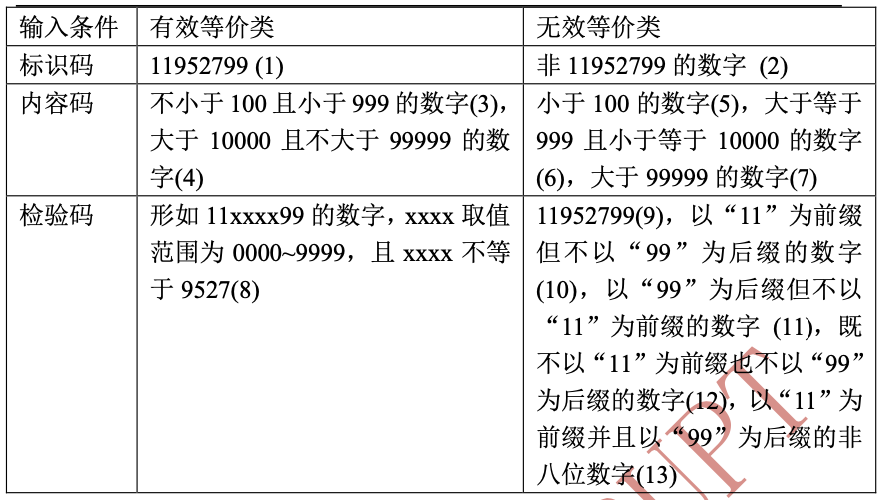 输入条件 有效等价类 无效等价类
标识码 11952799 (1) 非 11952799 的数字 (2)
内容码 不小于 100 且小于 999 的数字(3)，
大于 10000 且不大于 99999 的数
字(4)
小于 100 的数字(5)，大于等于
999 且小于等于 10000 的数字
(6)，大于 99999 的数字(7)
检验码 形如 11xxxx99 的数字，xxxx 取值
范围为 0000~9999，且 xxxx 不等
于 9527(8)
11952799(9)，以“11”为前缀
但不以“99”为后缀的数字
(10)，以“99”为后缀但不以
“11”为前缀的数字 (11)，既
不以“11”为前缀也不以“99”
为后缀的数字(12)，以“11”为
前缀并且以“99”为后缀的非
八位数字(13)
UPT